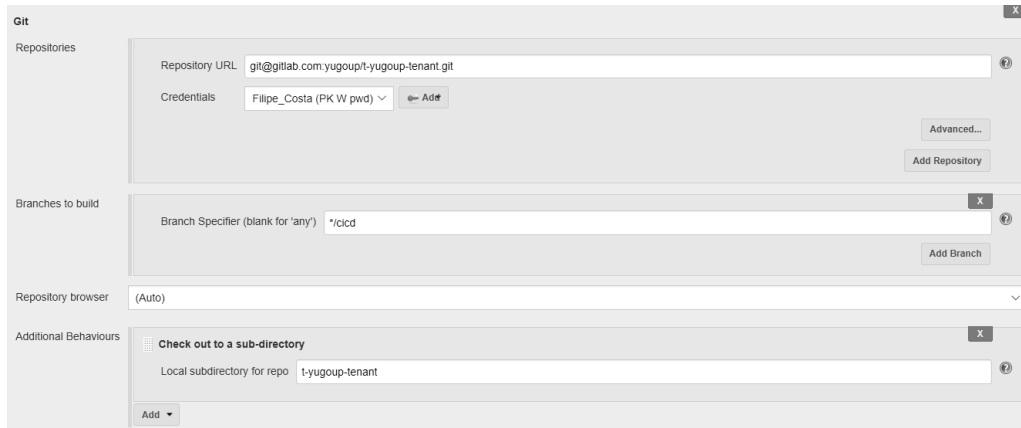 X
Git
Repositories
Repository URL git@gitlab.com:yugoup/t-yugoup-tenant.git
Credentials Filipe_Costa (PK W pwd) Add
Advanced...
Add Repository
Branches to build X
Branch Specifier (blank for 'any') */cicd
Add Branch
Repository browser (Auto)
Additional Behaviours X
Check out to a sub-directory
Local subdirectory for repo t-yugoup-tenant
Add